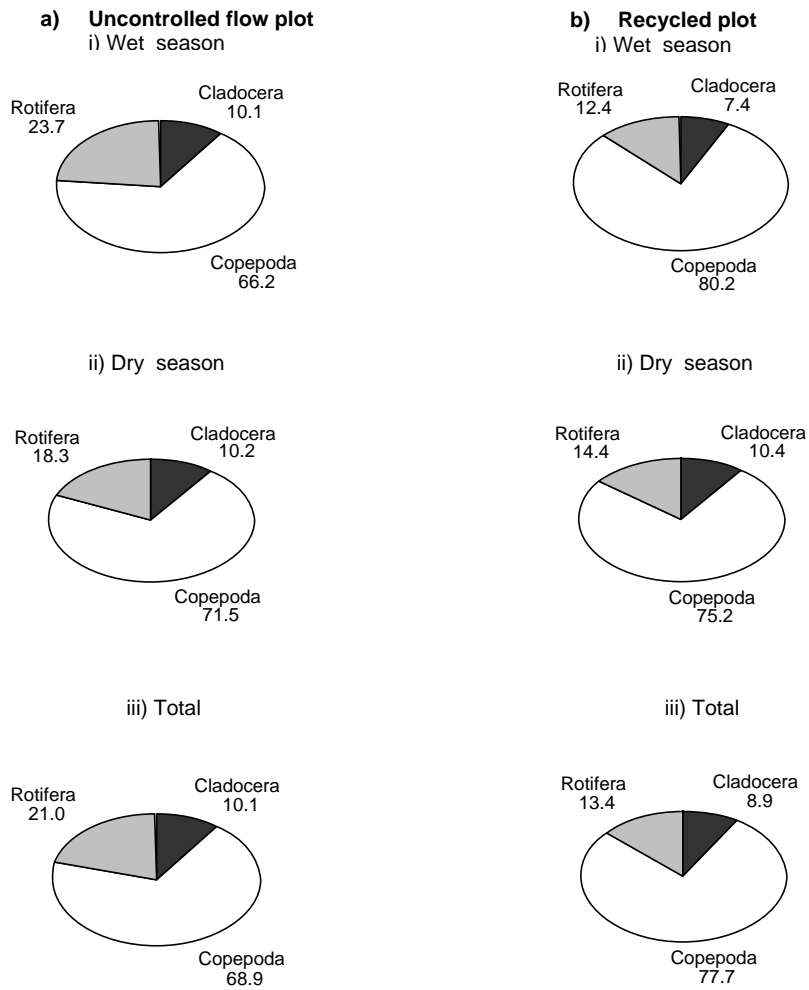 a) Uncontrolled flow plot
i) Wet season
Rotifera
23.7
Cladocera
10.1
Copepoda
66.2
ii) Dry season
Rotifera
18.3
Cladocera
10.2
Copepoda
71.5
iii) Total
Rotifera
21.0
Cladocera
10.1
Copepoda
68.9
b) Recycled plot
i) Wet season
Rotifera
12.4
Cladocera
7.4
Copepoda
80.2
ii) Dry season
Rotifera
14.4
Cladocera
10.4
Copepoda
75.2
iii) Total
Rotifera
13.4
Cladocera
8.9
Copepoda
77.7